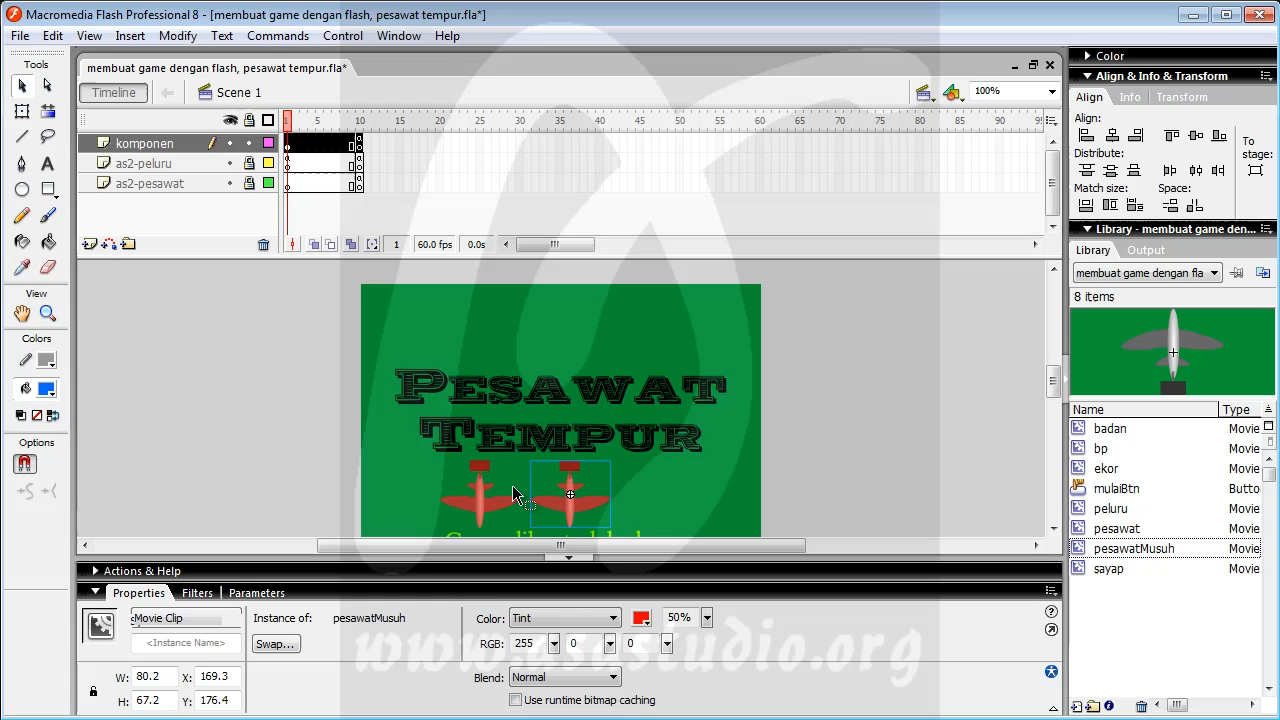 Macromedia Flash Professional 8 - [membuat game dengan flash, pesawat tempur.fla*]
File Edit View Insert Modify Text Commands Control Window Help
Tools
View
Colors
Options
membuat game dengan flash, pesawat tempur.fla*
Timeline
Scene 1
100%
1 5 10 15 20 25 30 35 40 45 50 55 60 65 70 75 80 85 90 95
komponen
as2-peluru
as2-pesawat
1 60.0 fps 0.0s
PESAWAT
TEMPUR
Actions & Help
Properties Filters Parameters
Movie Clip
<Instance Name>
Instance of: pesawatMusuh
Swap...
Color: Tint 50%
RGB: 255 0 0
Blend: Normal
Use runtime bitmap caching
W: 80.2 X: 169.3
H: 67.2 Y: 176.4
Color
Align & Info & Transform
Align Info Transform
Align:
Distribute:
Match size: Space:
To stage:
Library - membuat game den...
Library Output
membuat game dengan fla
8 items
Name Type
badan Movie
bp Movie
ekor Movie
mulaiBtn Butto
peluru Movie
pesawat Movie
pesawatMusuh Movie
sayap Movie
www.asastudio.org